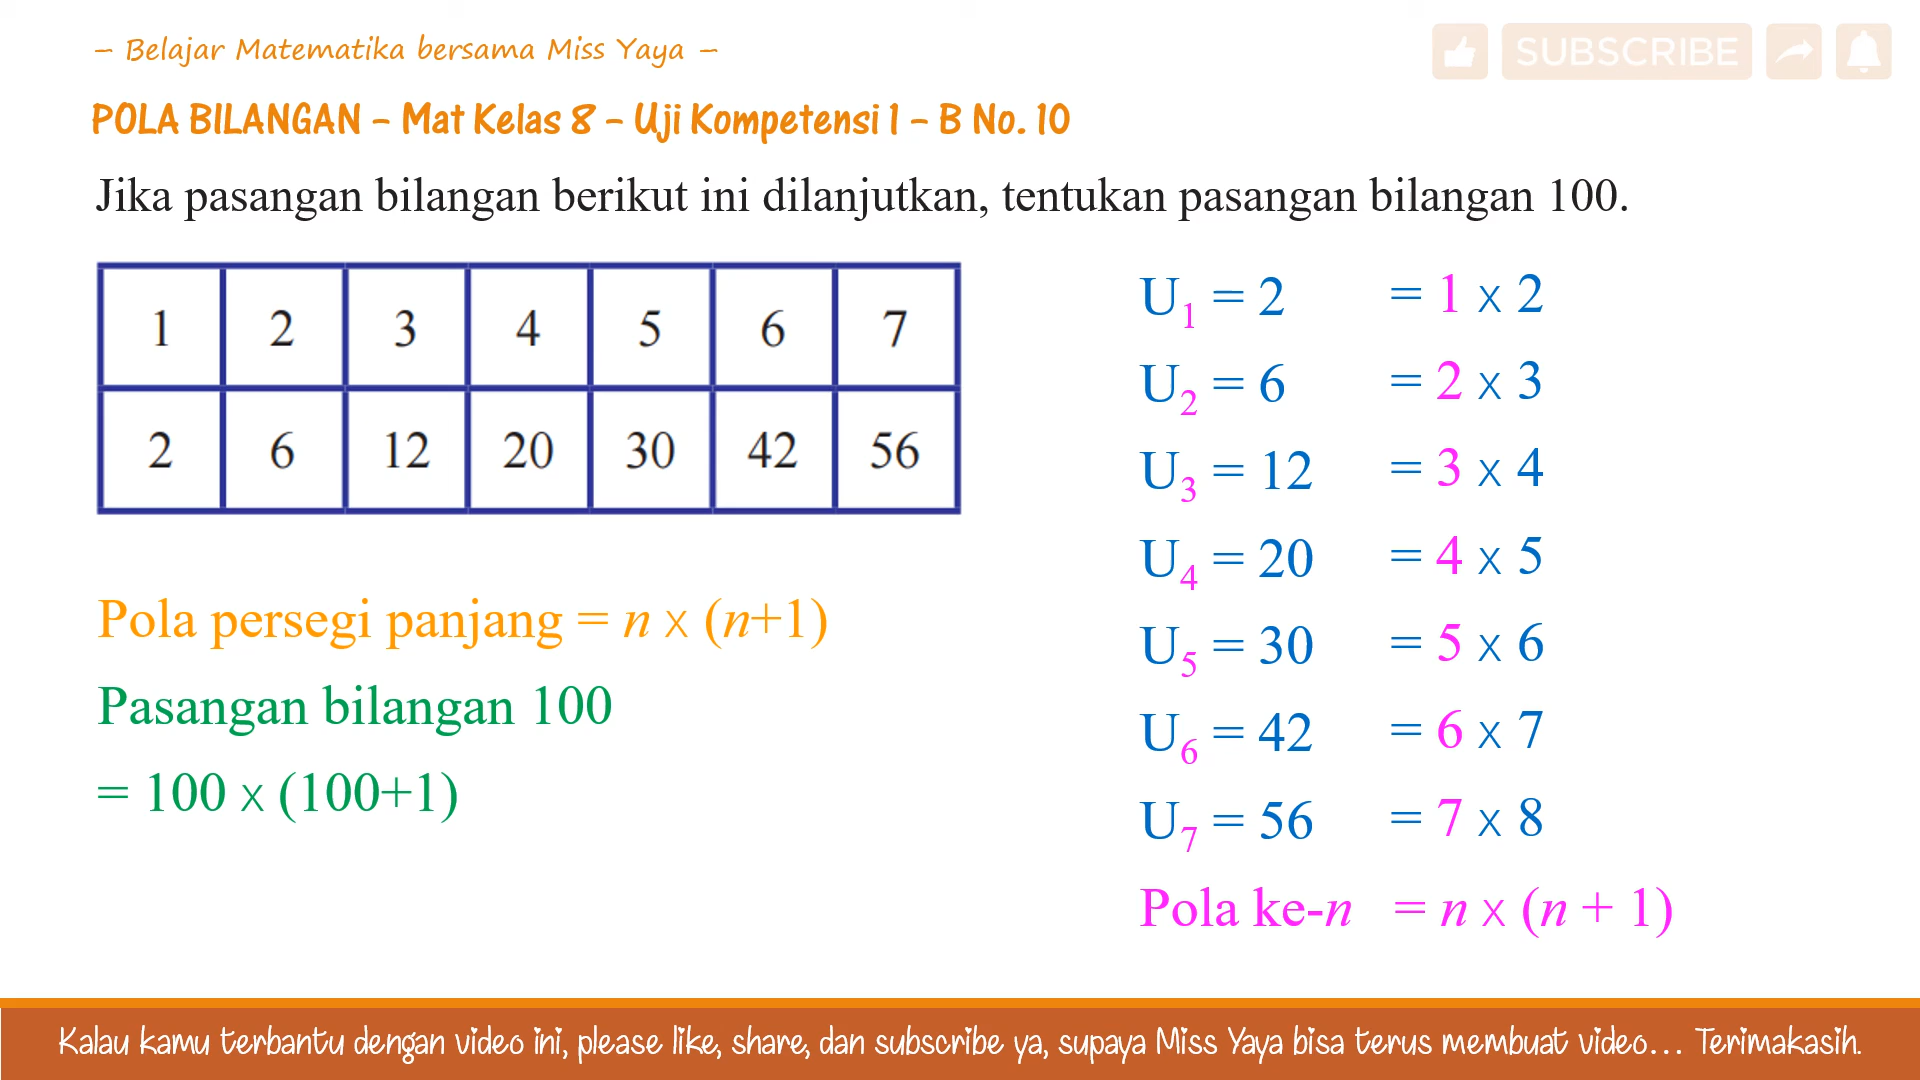 – Belajar Matematika bersama Miss Yaya –
SUBSCRIBE
POLA BILANGAN – Mat Kelas 8 – Uji Kompetensi 1 – B No. 10
Jika pasangan bilangan berikut ini dilanjutkan, tentukan pasangan bilangan 100.
1 2 3 4 5 6 7
2 6 12 20 30 42 56
Pola persegi panjang = n x (n+1)
Pasangan bilangan 100
= 100 x (100+1)
U₁ = 2 = 1 x 2
U₂ = 6 = 2 x 3
U₃ = 12 = 3 x 4
U₄ = 20 = 4 x 5
U₅ = 30 = 5 x 6
U₆ = 42 = 6 x 7
U₇ = 56 = 7 x 8
Pola ke-n = n x (n + 1)
Kalau kamu terbantu dengan video ini, please like, share, dan subscribe ya, supaya Miss Yaya bisa terus membuat video... Terimakasih.